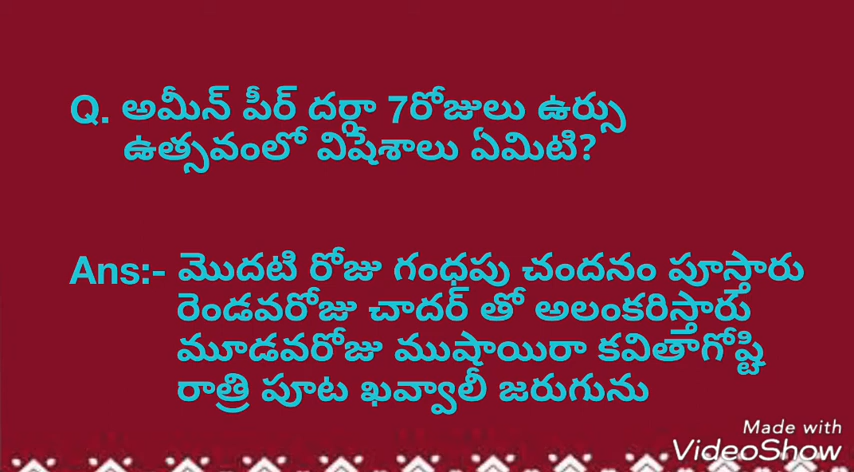 Q. అమీన్ పీర్ దర్గా 7రోజులు ఉర్సు
ఉత్సవంలో విషేశాలు ఏమిటి?
Ans:- మొదటి రోజు గంధపు చందనం పూస్తారు
రెండవరోజు చాదర్ తో అలంకరిస్తారు
మూడవరోజు ముషాయిరా కవితాగోష్టి
రాత్రి పూట ఖవ్వాలీ జరుగును
Made with
VideoShow